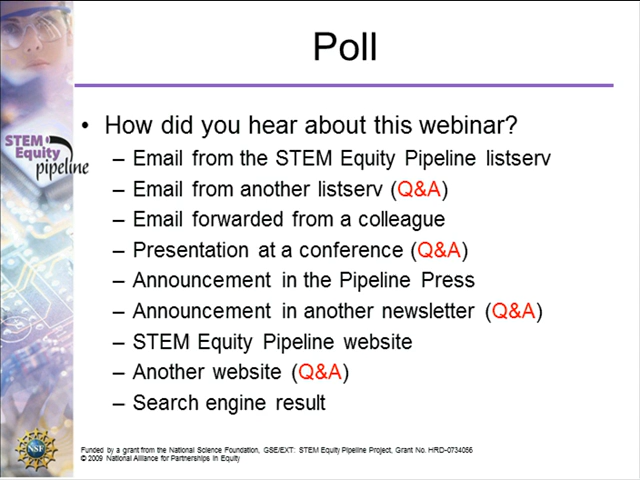 Poll
• How did you hear about this webinar?
– Email from the STEM Equity Pipeline listserv
– Email from another listserv (Q&A)
– Email forwarded from a colleague
– Presentation at a conference (Q&A)
– Announcement in the Pipeline Press
– Announcement in another newsletter (Q&A)
– STEM Equity Pipeline website
– Another website (Q&A)
– Search engine result
STEM
Equity
pipeline
NSF
Funded by a grant from the National Science Foundation, GSE/EXT: STEM Equity Pipeline Project, Grant No. HRD-0734056
© 2009 National Alliance for Partnerships in Equity